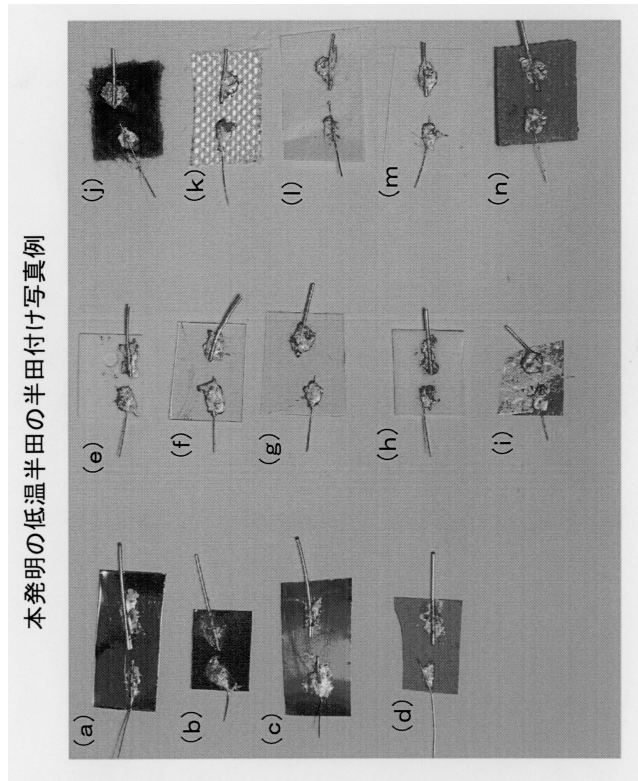 本発明の低温半田の半田付け写真例
(a)
(b)
(c)
(d)
(e)
(f)
(g)
(h)
(i)
(j)
(k)
(l)
(m)
(n)